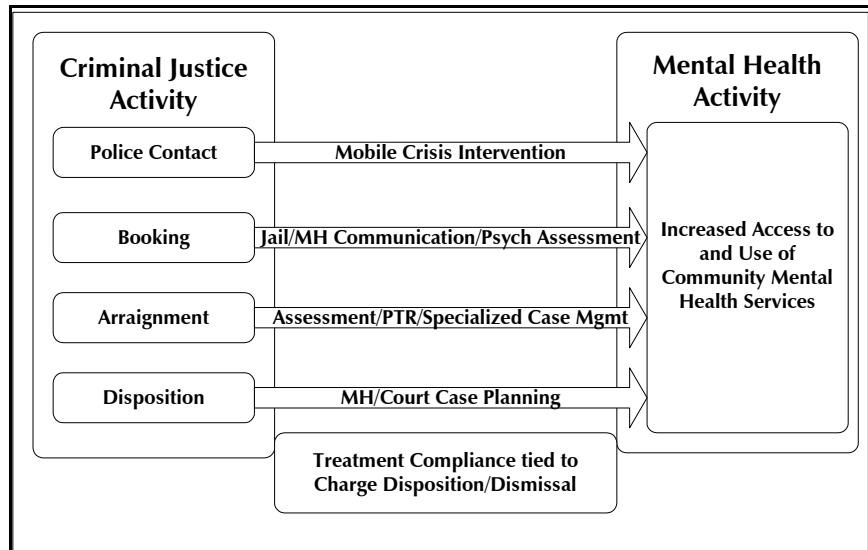 Criminal Justice
Activity
Mental Health
Activity
Police Contact
Mobile Crisis Intervention
Booking
Jail/MH Communication/Psych Assessment
Arraignment
Assessment/PTR/Specialized Case Mgmt
Disposition
MH/Court Case Planning
Increased Access to
and Use of
Community Mental
Health Services
Treatment Compliance tied to
Charge Disposition/Dismissal